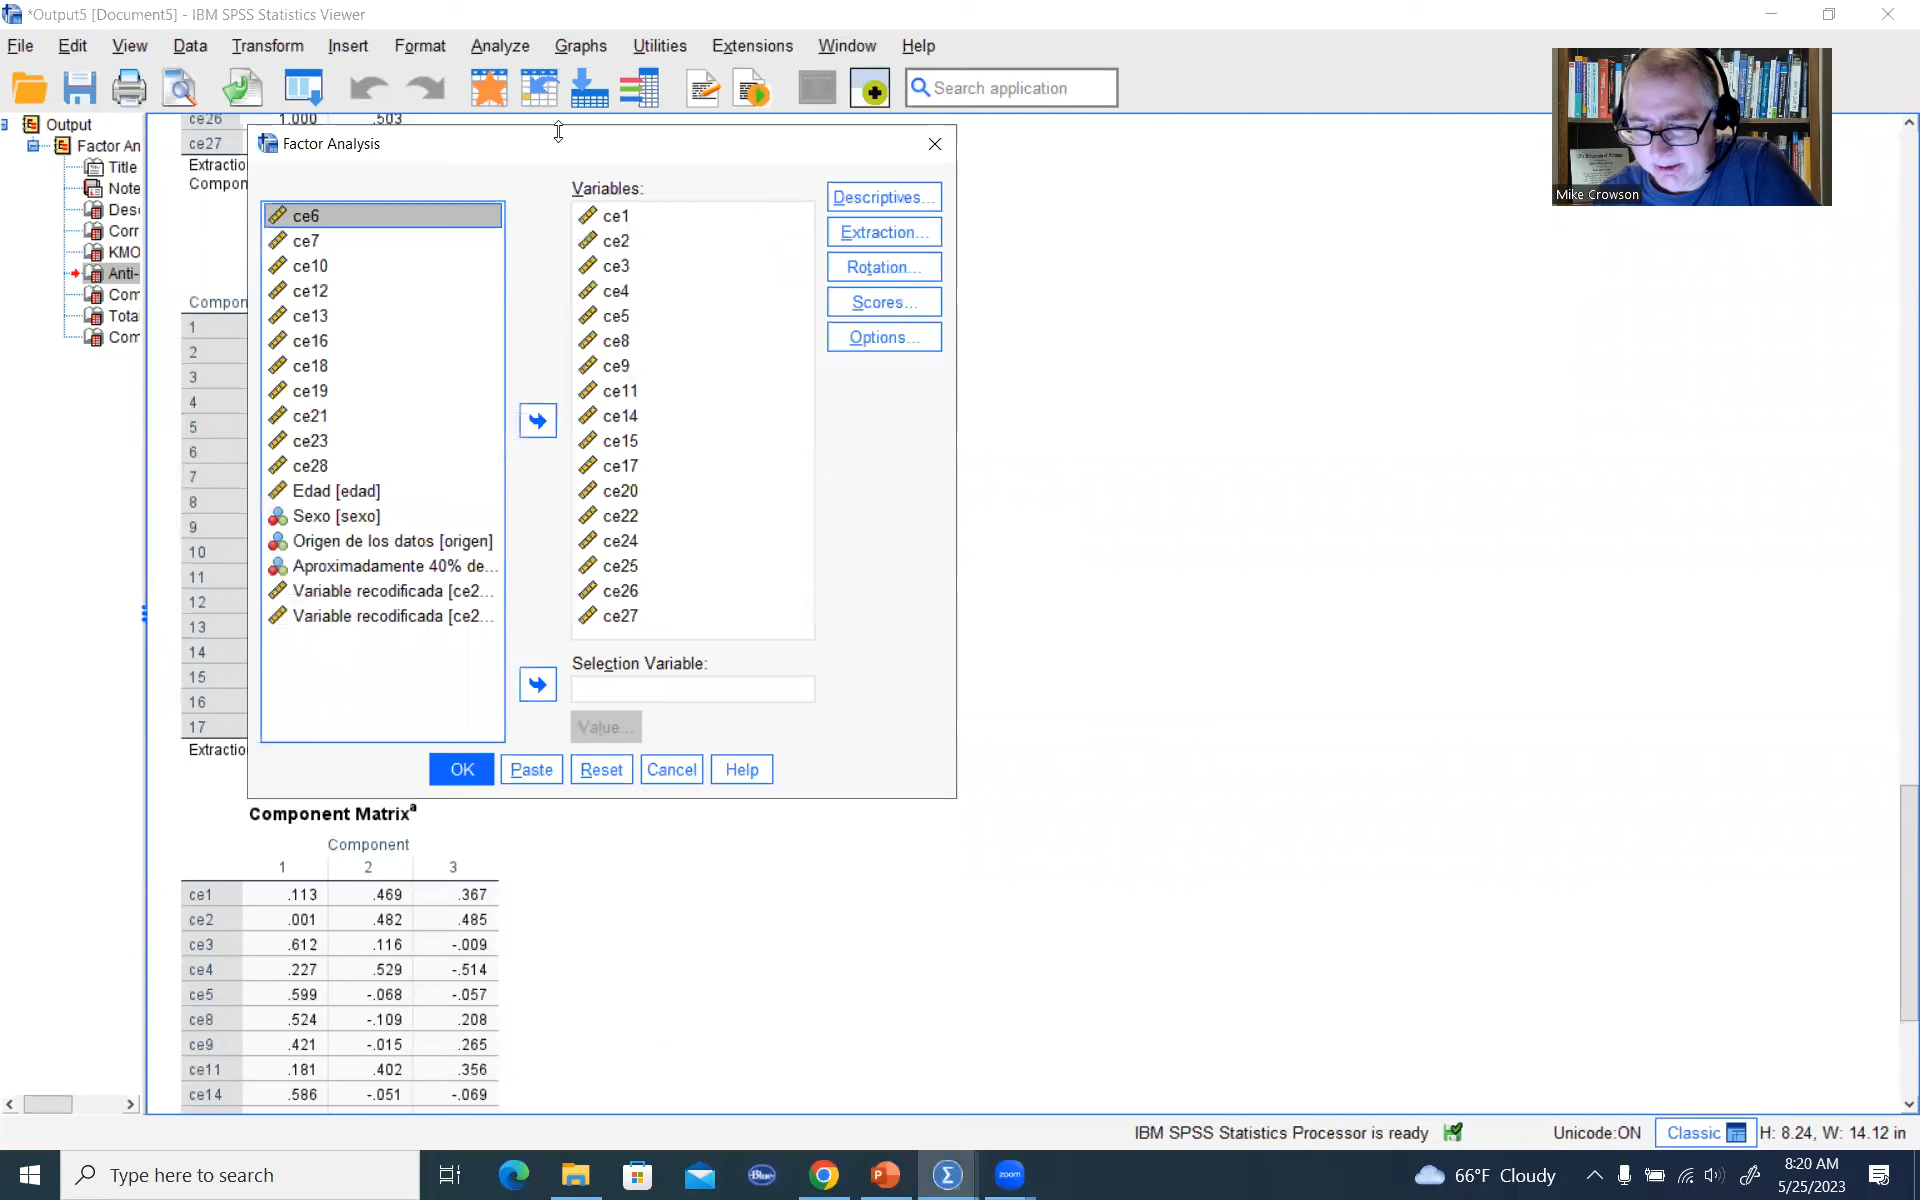 *Output5 [Document5] - IBM SPSS Statistics Viewer
File Edit View Data Transform Insert Format Analyze Graphs Utilities Extensions Window Help
Search application
Mike Crowson
Output
Factor An
Title
Note
Des
Corr
KMO
Anti-
Com
Tota
Com
ce26 1.000 .503
ce27
Extraction
Compon
Compon
1
2
3
4
5
6
7
8
9
10
11
12
13
14
15
16
17
Extractio
Factor Analysis
ce6
ce7
ce10
ce12
ce13
ce16
ce18
ce19
ce21
ce23
ce28
Edad [edad]
Sexo [sexo]
Origen de los datos [origen]
Aproximadamente 40% de...
Variable recodificada [ce2...
Variable recodificada [ce2...
Variables:
ce1
ce2
ce3
ce4
ce5
ce8
ce9
ce11
ce14
ce15
ce17
ce20
ce22
ce24
ce25
ce26
ce27
Selection Variable:
Value...
Descriptives...
Extraction...
Rotation...
Scores...
Options...
OK Paste Reset Cancel Help
Component Matrixa
Component
1 2 3
ce1 .113 .469 .367
ce2 .001 .482 .485
ce3 .612 .116 -.009
ce4 .227 .529 -.514
ce5 .599 -.068 -.057
ce8 .524 -.109 .208
ce9 .421 -.015 .265
ce11 .181 .402 .356
ce14 .586 -.051 -.069
IBM SPSS Statistics Processor is ready Unicode:ON Classic H: 8.24, W: 14.12 in
Type here to search
Blue
zoom
66°F Cloudy
8:20 AM
5/25/2023